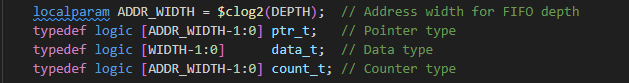 localparam ADDR_WIDTH = $clog2(DEPTH);  // Address width for FIFO depth
typedef logic [ADDR_WIDTH-1:0] ptr_t;   // Pointer type
typedef logic [WIDTH-1:0]      data_t;  // Data type
typedef logic [ADDR_WIDTH-1:0] count_t; // Counter type